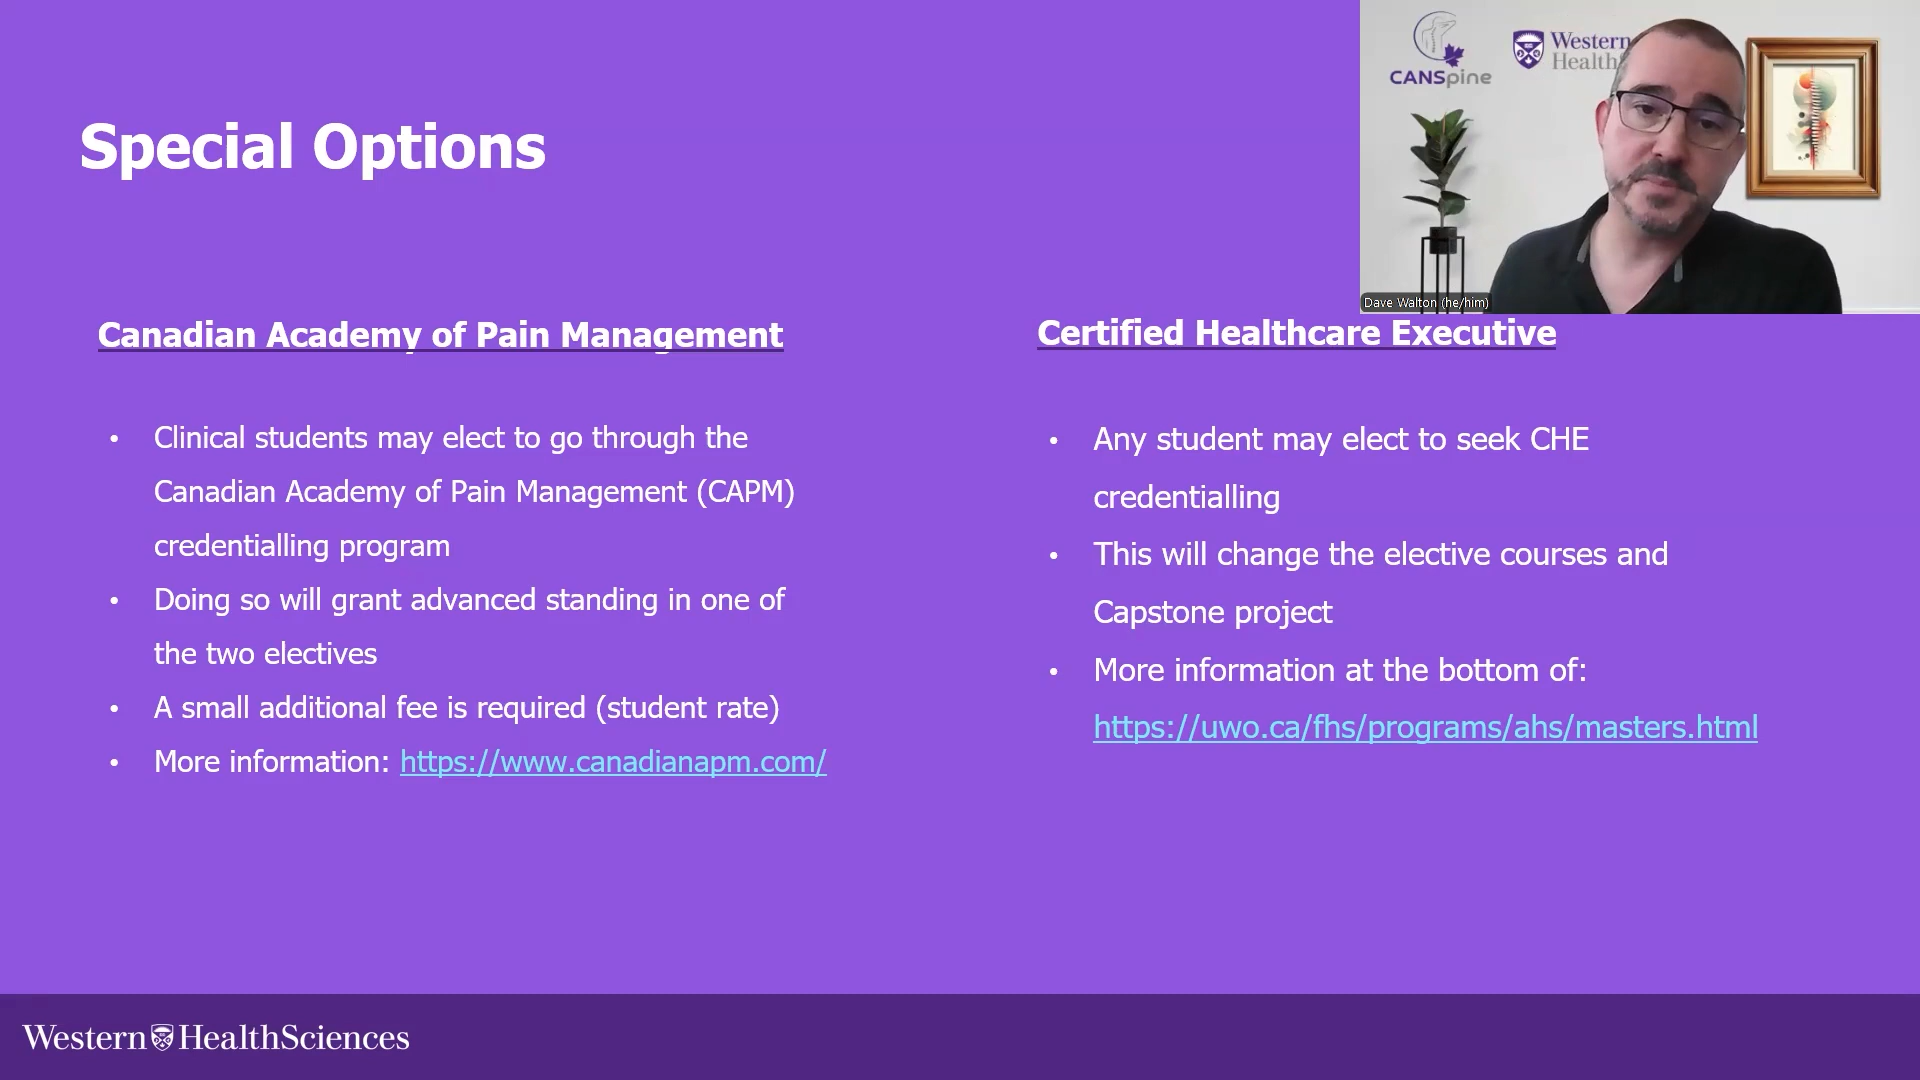 Special Options
CANSpine
Western
Health
Dave Walton (he/him)
Canadian Academy of Pain Management
• Clinical students may elect to go through the
Canadian Academy of Pain Management (CAPM)
credentialling program
• Doing so will grant advanced standing in one of
the two electives
• A small additional fee is required (student rate)
• More information: https://www.canadianapm.com/
Certified Healthcare Executive
• Any student may elect to seek CHE
credentialling
• This will change the elective courses and
Capstone project
• More information at the bottom of:
https://uwo.ca/fhs/programs/ahs/masters.html
Western HealthSciences